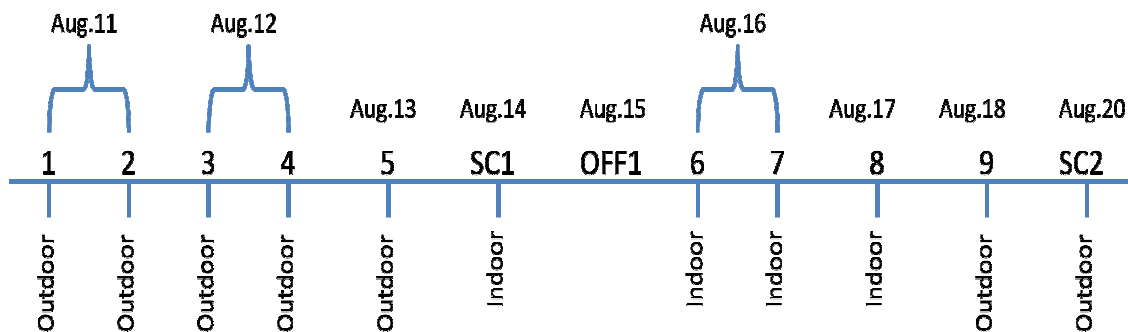 Aug.11 Aug.12 Aug.16
Aug.13 Aug.14 Aug.15 Aug.17 Aug.18 Aug.20
1 2 3 4 5 SC1 OFF1 6 7 8 9 SC2
Outdoor Outdoor Outdoor Outdoor Outdoor Indoor Indoor Indoor Indoor Outdoor Outdoor